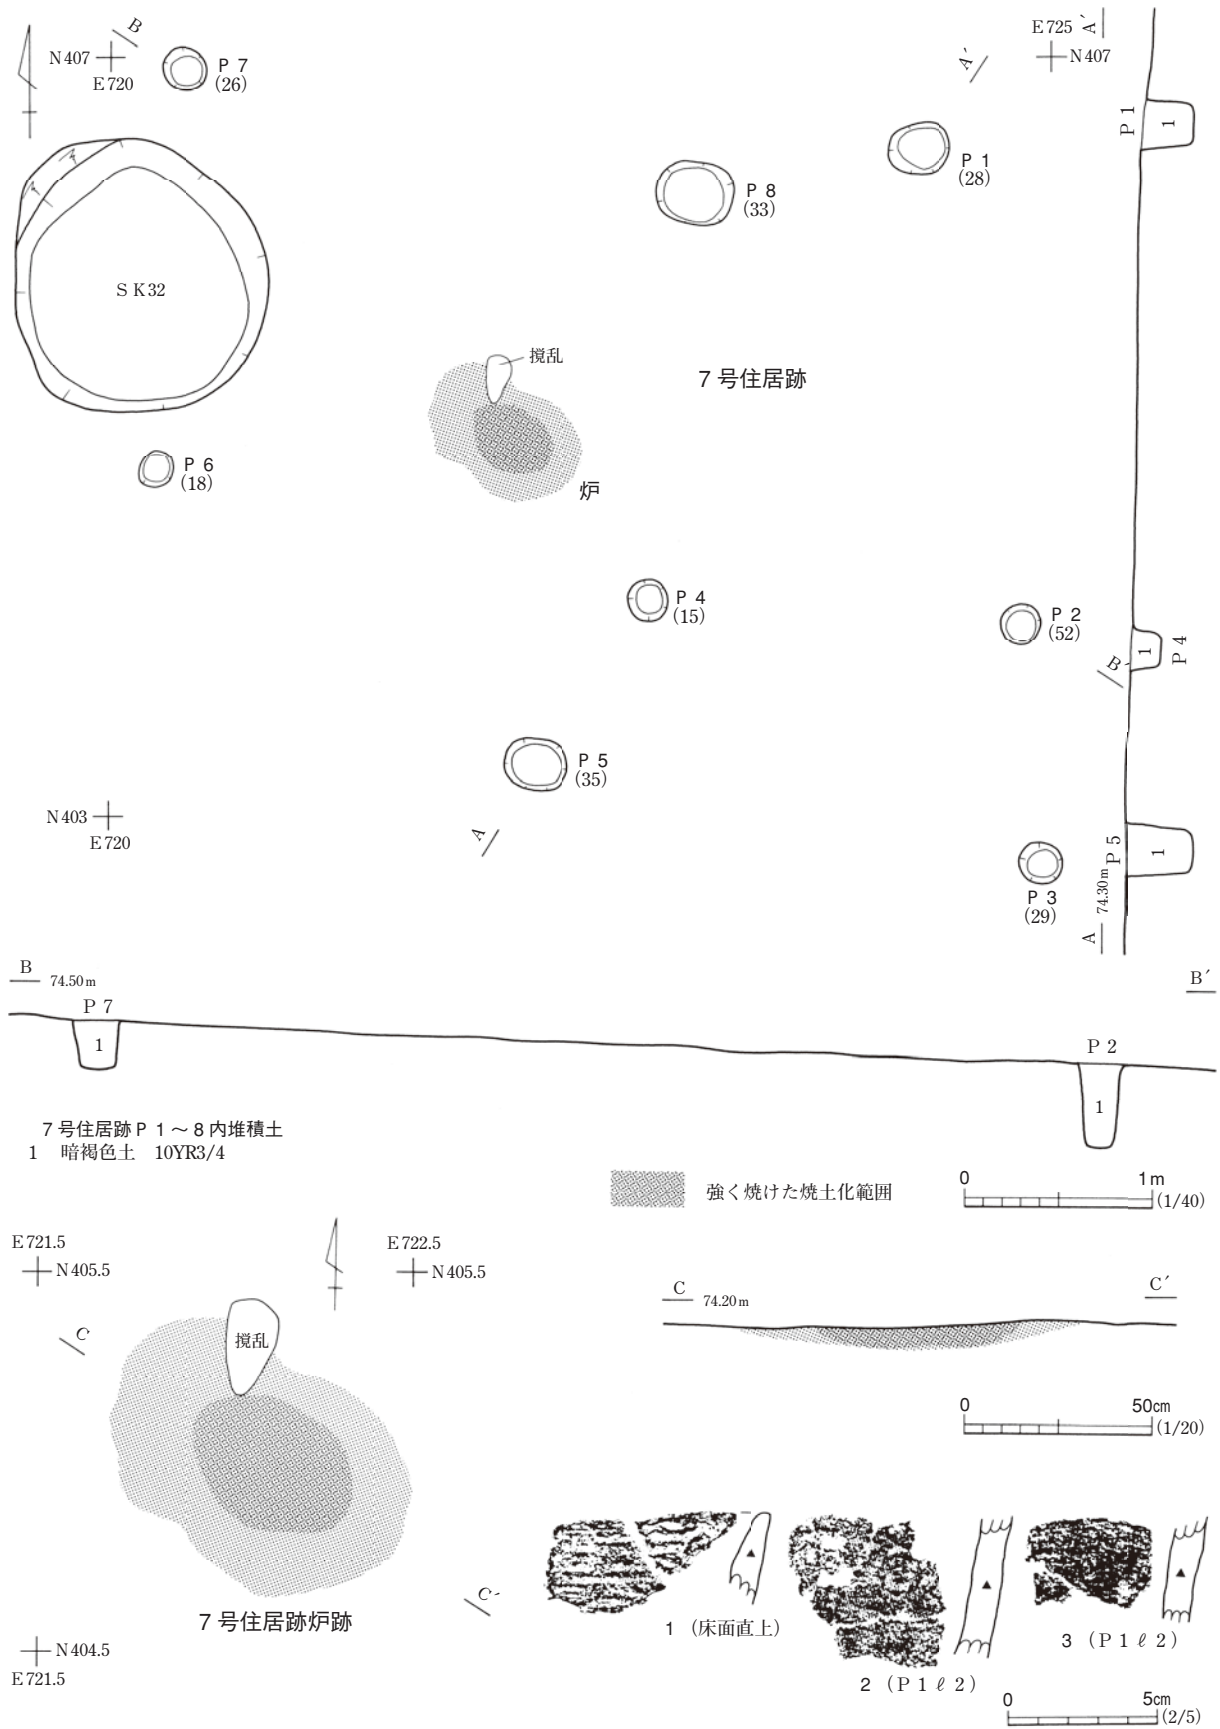 B
N407
E720
P 7
(26)
E725
N407
A′
A′
P 1
1
P 1
(28)
P 8
(33)
SK32
撹乱
7号住居跡
炉
P 6
(18)
P 4
(15)
P 2
(52)
1
P 4
B′
P 5
(35)
N403
E720
A
P 3
(29)
P 5
1
A
74.30m
B
74.50m
B′
P 7
1
P 2
1
7号住居跡P 1~8内堆積土
1 暗褐色土 10YR3/4
強く焼けた焼土化範囲
0 1m
(1/40)
E721.5
N405.5
E722.5
N405.5
C
撹乱
C′
7号住居跡炉跡
N404.5
E721.5
C
74.20m
C′
0 50cm
(1/20)
1 (床面直上)
2 (P1ℓ2)
3 (P1ℓ2)
0 5cm
(2/5)